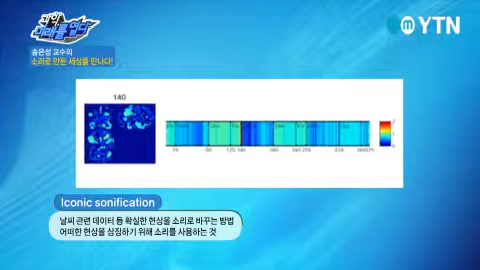 과학
미래를 열다
YTN
송은성 교수의
소리로 만든 세상을 만나다!
140
Iconic sonification
날씨 관련 데이터 등 확실한 현상을 소리로 바꾸는 방법
어떠한 현상을 상징하기 위해 소리를 사용하는 것